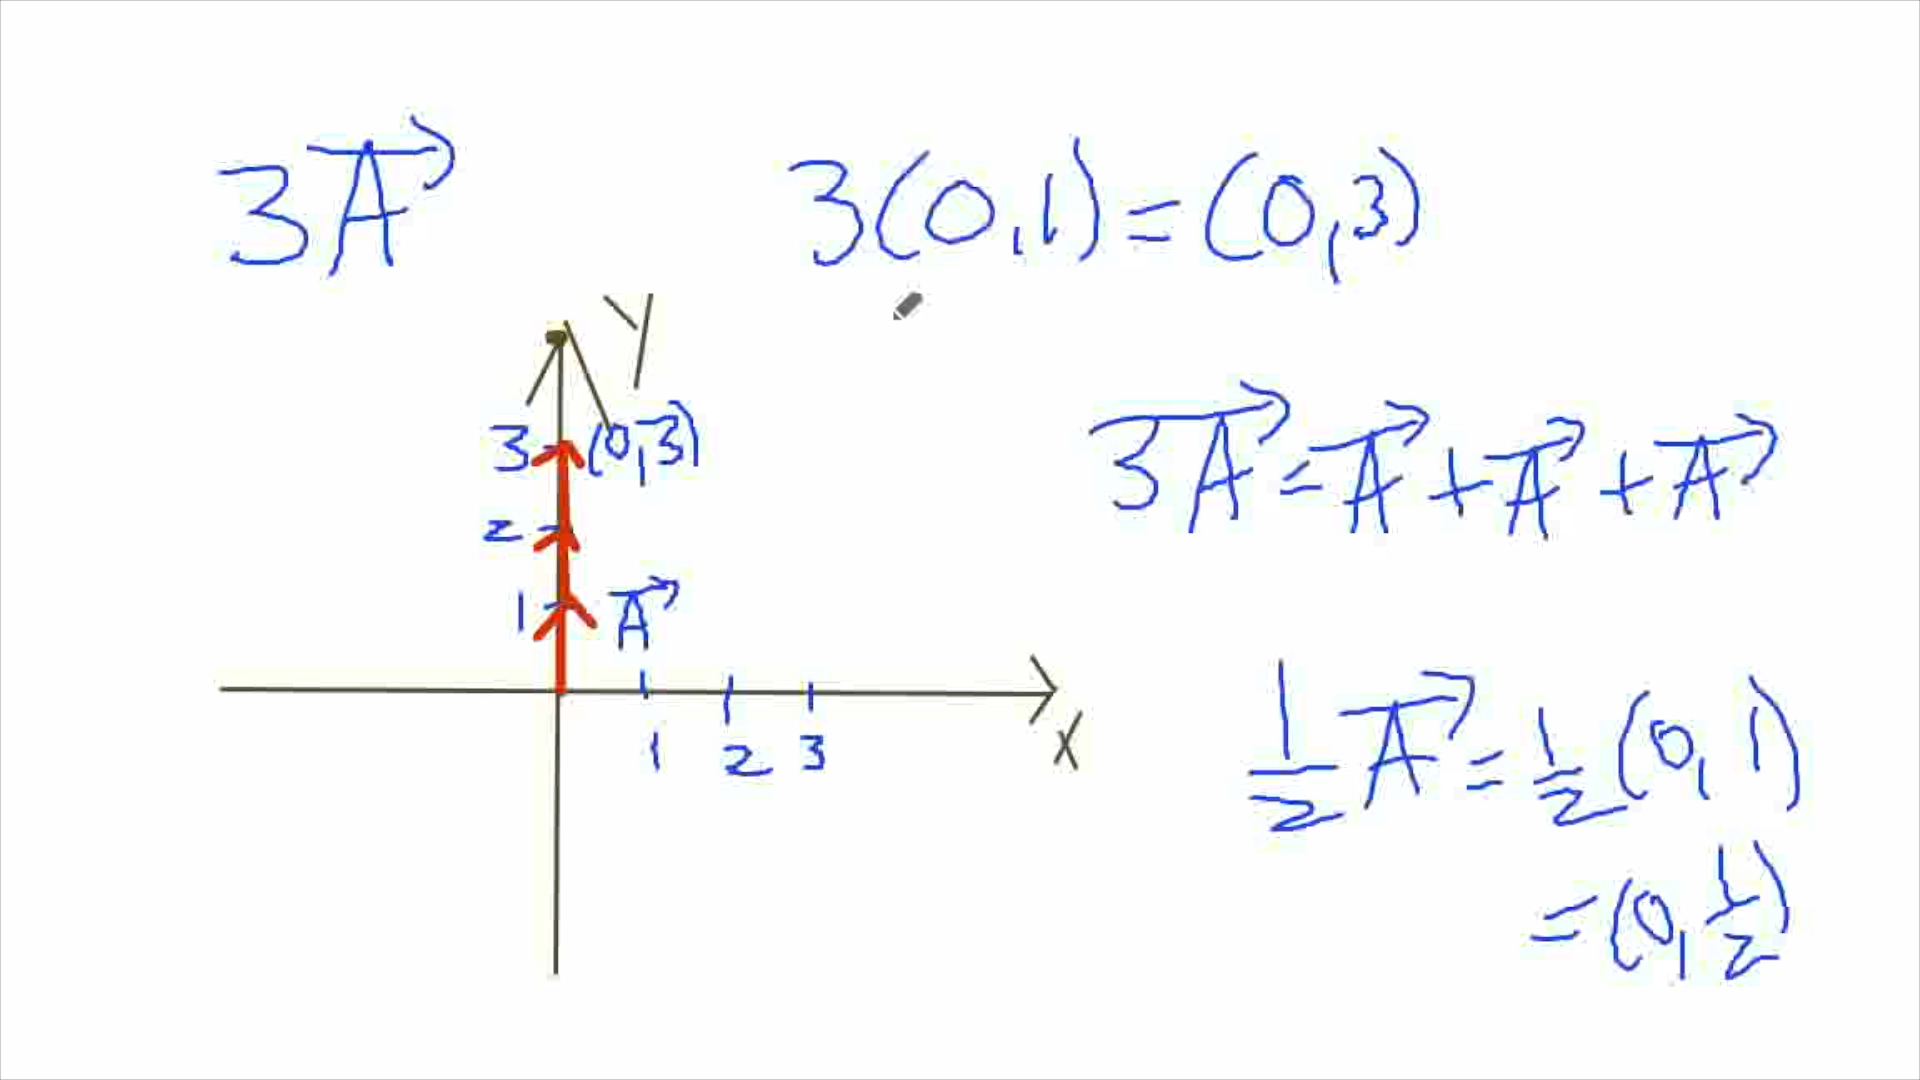 3A⃗
3(0,1)=(0,3)
Y
3 (0,3)
2
1 A⃗
1 2 3
X
3A⃗=A⃗+A⃗+A⃗
1/2 A⃗=1/2(0,1)
=(0,1/2)